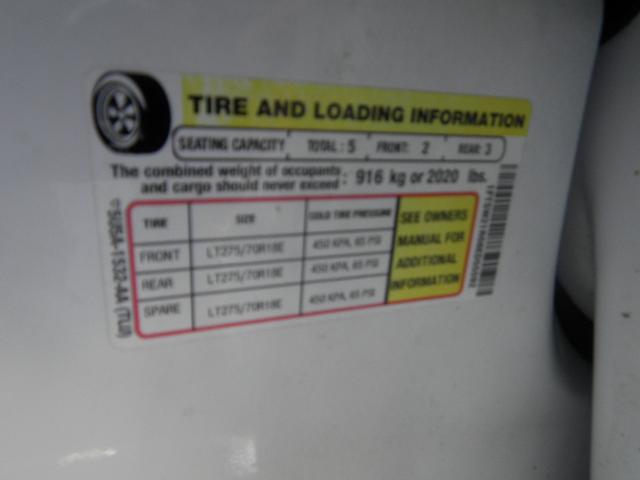 TIRE AND LOADING INFORMATION
SEATING CAPACITY TOTAL : 5 FRONT: 2 REAR: 3
The combined weight of occupants and cargo should never exceed : 916 kg or 2020 lbs.
TIRE SIZE COLD TIRE PRESSURE
FRONT LT275/70R18E 450 KPA, 65 PSI
REAR LT275/70R18E 450 KPA, 65 PSI
SPARE LT275/70R18E 450 KPA, 65 PSI
SEE OWNERS
MANUAL FOR
ADDITIONAL
INFORMATION